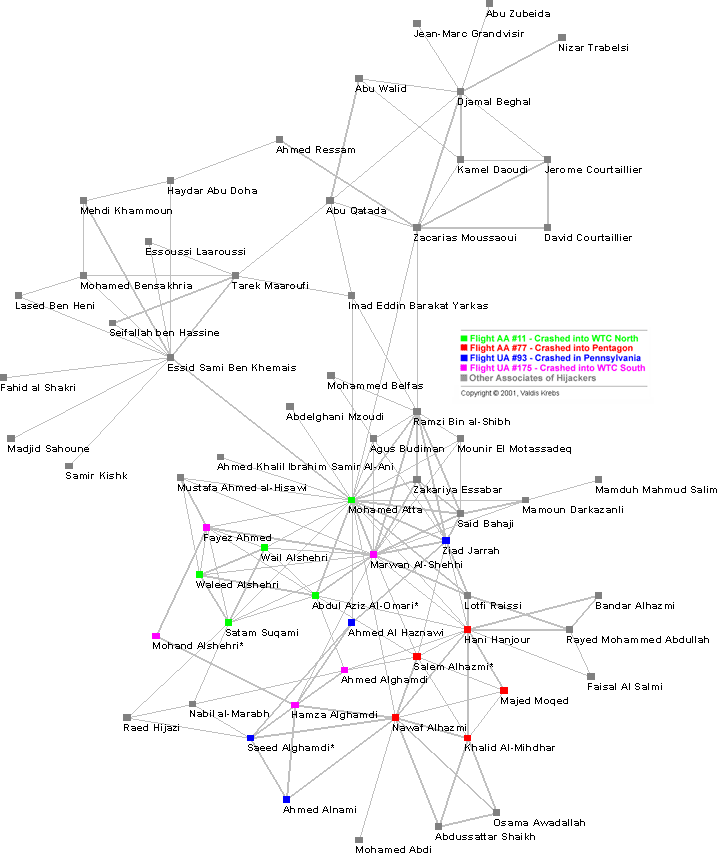 Abu Zubeida
Jean-Marc Grandvisir
Nizar Trabelsi
Abu Walid
Djamal Beghal
Ahmed Ressam
Kamel Daoudi
Jerome Courtaillier
Haydar Abu Doha
Mehdi Khammoun
Abu Qatada
Zacarias Moussaoui
David Courtaillier
Essoussi Laaroussi
Mohamed Bensakhria
Tarek Maaroufi
Lased Ben Heni
Imad Eddin Barakat Yarkas
Seifallah ben Hassine
Flight AA #11 - Crashed into WTC North
Flight AA #77 - Crashed into Pentagon
Flight UA #93 - Crashed in Pennsylvania
Flight UA #175 - Crashed into WTC South
Other Associates of Hijackers
Copyright © 2001, Valdis Krebs
Essid Sami Ben Khemais
Fahid al Shakri
Mohammed Belfas
Abdelghani Mzoudi
Ramzi Bin al-Shibh
Madjid Sahoune
Agus Budiman
Mounir El Motassadeq
Samir Kishk
Ahmed Khalil Ibrahim Samir Al-Ani
Mustafa Ahmed al-Hisawi
Zakariya Essabar
Mamduh Mahmud Salim
Mohamed Atta
Mamoun Darkazanli
Said Bahaji
Fayez Ahmed
Ziad Jarrah
Wail Alshehri
Marwan Al-Shehhi
Waleed Alshehri
Abdul Aziz Al-Omari*
Lotfi Raissi
Bandar Alhazmi
Satam Suqami
Ahmed Al Haznawi
Hani Hanjour
Rayed Mohammed Abdullah
Mohand Alshehri*
Salem Alhazmi*
Ahmed Alghamdi
Faisal Al Salmi
Majed Moqed
Nabil al-Marabh
Hamza Alghamdi
Raed Hijazi
Nawaf Alhazmi
Saeed Alghamdi*
Khalid Al-Mihdhar
Ahmed Alnami
Osama Awadallah
Abdussattar Shaikh
Mohamed Abdi